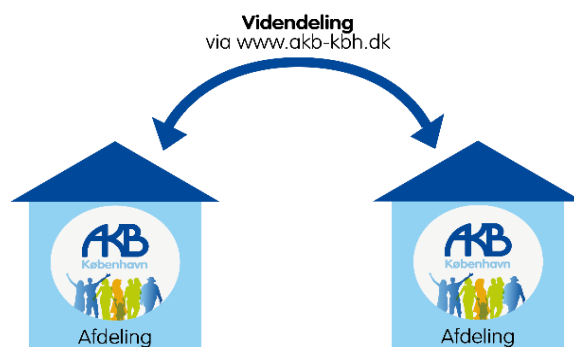 Videndeling
via www.akb-kbh.dk
AKB
København
Afdeling
AKB
København
Afdeling